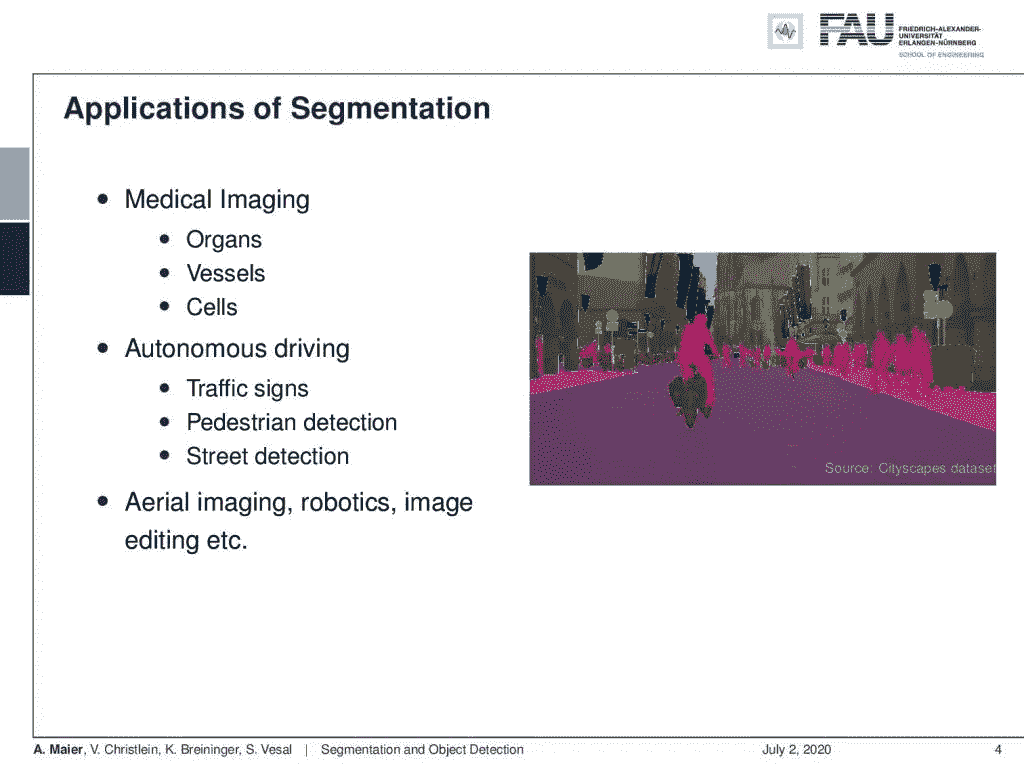 FAU
FRIEDRICH-ALEXANDER-
UNIVERSITÄT
ERLANGEN-NÜRNBERG
SCHOOL OF ENGINEERING
Applications of Segmentation
• Medical Imaging
• Organs
• Vessels
• Cells
• Autonomous driving
• Traffic signs
• Pedestrian detection
• Street detection
• Aerial imaging, robotics, image
editing etc.
Source: Cityscapes dataset
A. Maier, V. Christlein, K. Breininger, S. Vesal | Segmentation and Object Detection July 2, 2020 4